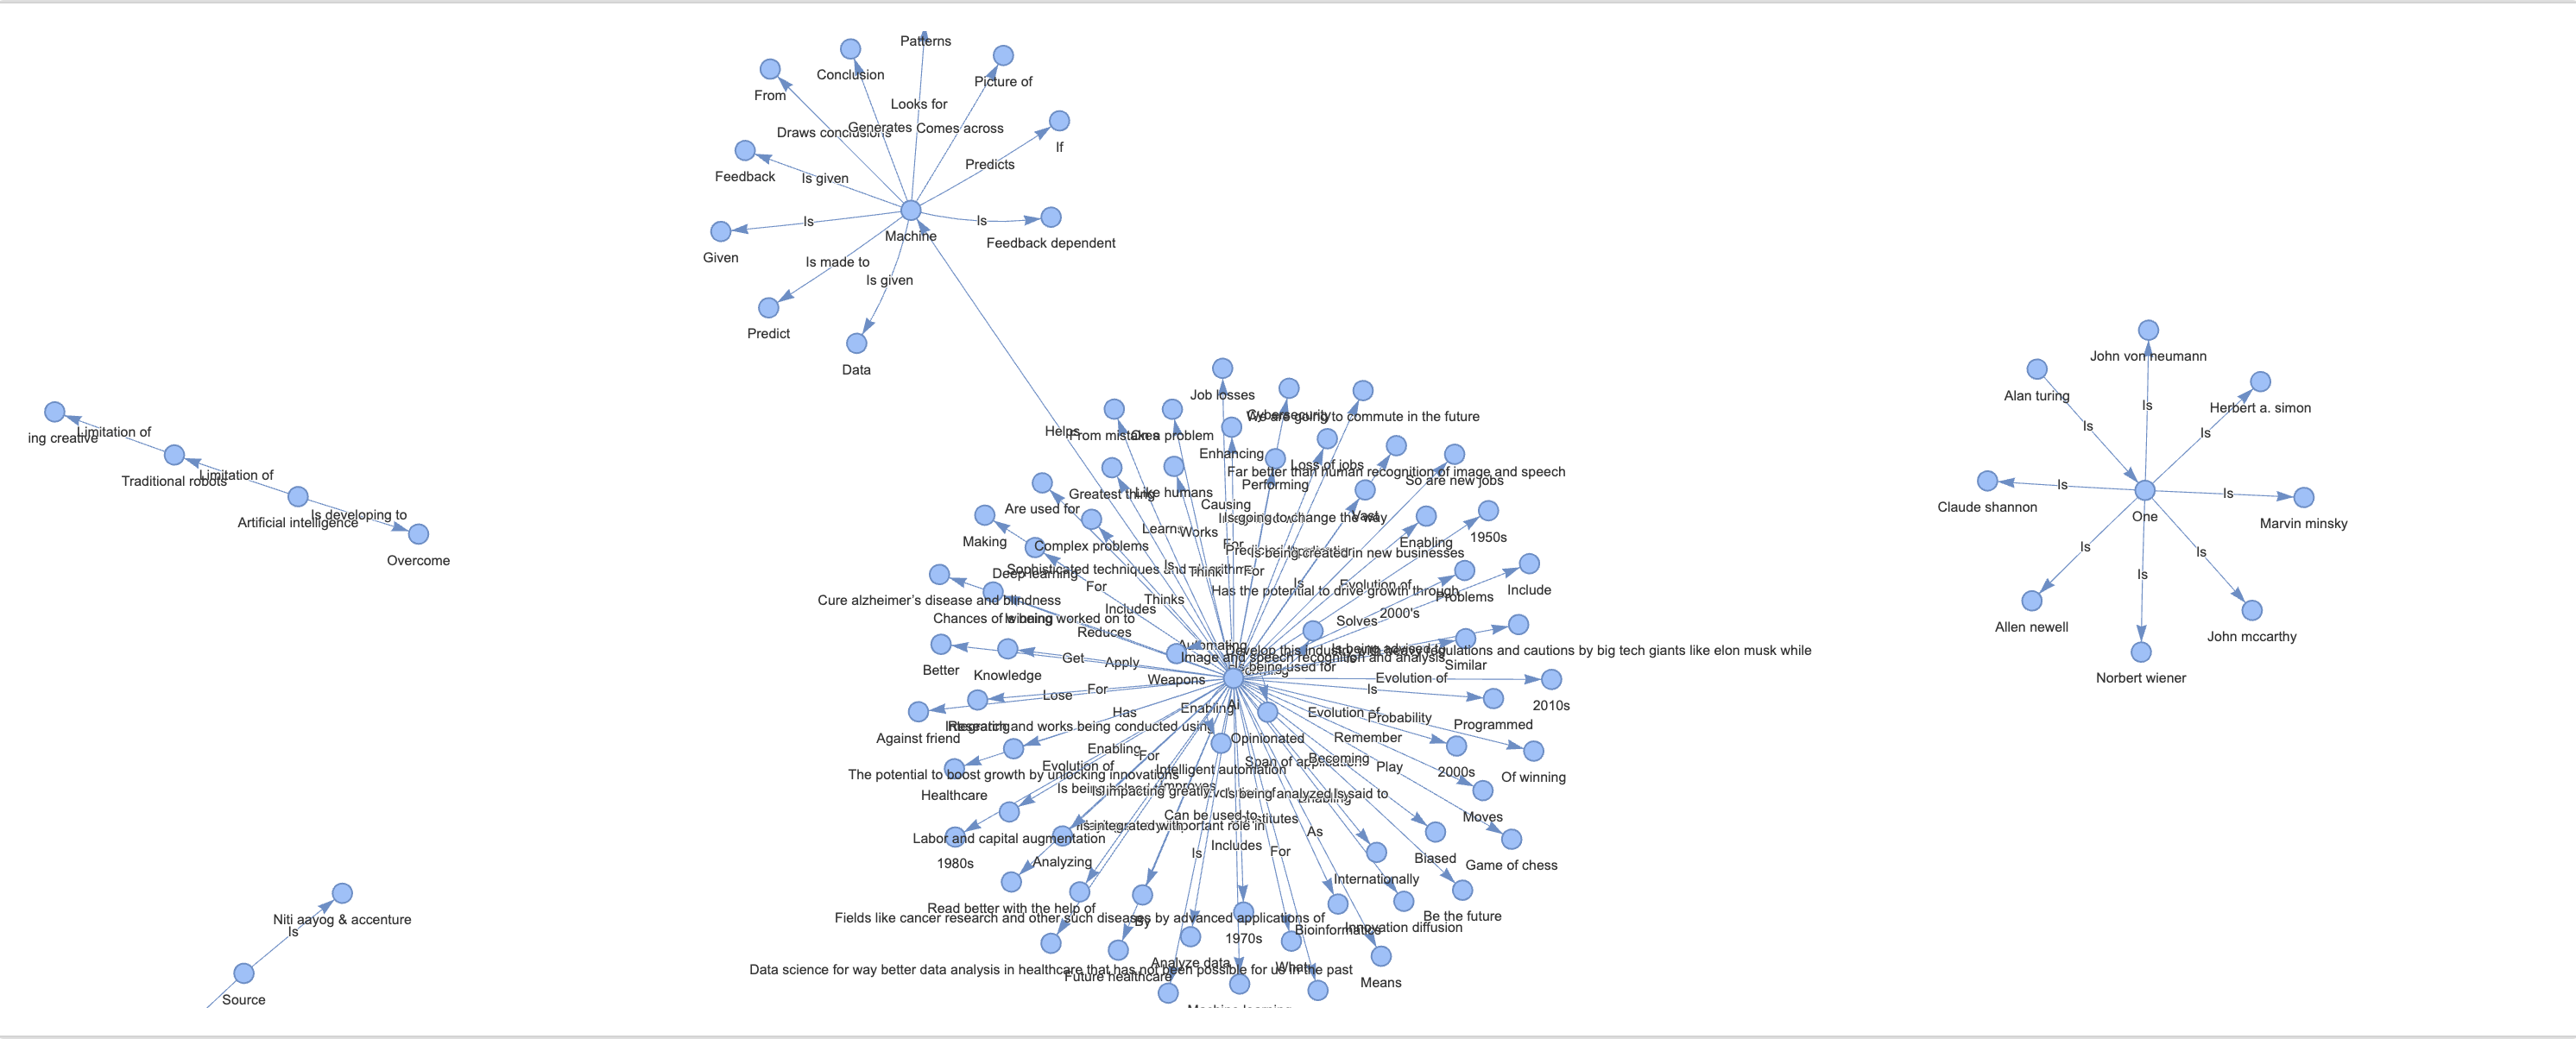 Patterns
Conclusion
Picture of
From
Looks for
Draws conclusions
Generates
Comes across
If
Predicts
Feedback
Is given
Is
Is
Machine
Feedback dependent
Given
Is made to
Is given
Predict
Data
John von neumann
Alan turing
Is
Herbert a. simon
Is
Is
Claude shannon
Is
Is
One
Marvin minsky
Is
Is
Is
Allen newell
John mccarthy
Norbert wiener
ing creative
Limitation of
Traditional robots
Limitation of
Artificial intelligence
Is developing to
Overcome
Niti aayog & accenture
Is
Source
Job losses
Cybersecurity
We are going to commute in the future
Helps
From mistakes
On a problem
Enhancing
Loss of jobs
Far better than human recognition of image and speech
So are new jobs
Performing
Greatest thing
Like humans
Are used for
Causing
Is going to change the way
Vast
Learns
Works
1950s
Making
Complex problems
For
Enabling
Is being created in new businesses
Deep learning
Sophisticated techniques and algorithms
Is
Think
For
Is
Evolution of
Include
Has the potential to drive growth through
Problems
For
Thinks
Cure alzheimer's disease and blindness
Includes
2000's
Chances of winning
Is being worked on to
Solves
Reduces
Automating
Is being advised to
Develop this industry with heavy regulations and cautions by big tech giants like elon musk while
Get
Apply
Image and speech recognition and analysis
Is
Similar
Better
Knowledge
Is being used for
Weapons
Evolution of
Lose
For
Is
2010s
Ai
Has
Enabling
Evolution of
Probability
Programmed
Against friend
Research and works being conducted using
Opinionated
Remember
Enabling
For
Becoming
Span of applications
Play
Evolution of
Intelligent automation
2000s
Of winning
The potential to boost growth by unlocking innovations
Healthcare
Improves
Is impacting greatly
Is being analyzed
Is said to
Enabling
Can be used to
Moves
Is integrated with
As
Labor and capital augmentation
1980s
Analyzing
Is
Includes
For
Biased
Game of chess
Internationally
Read better with the help of
Fields like cancer research and other such diseases by advanced applications of
By
Be the future
Innovation diffusion
Bioinformatics
1970s
Analyze data
What
Data science for way better data analysis in healthcare that has not been possible for us in the past
Future healthcare
Means